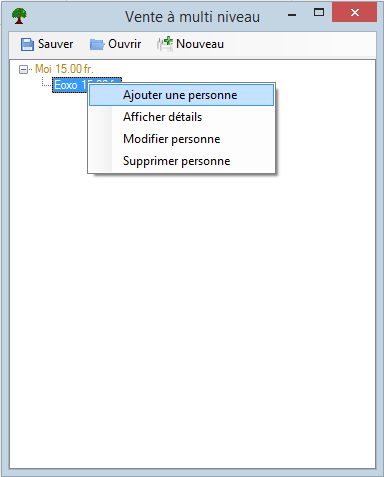 Vente à multi niveau
Sauver Ouvrir Nouveau
Moi 15.00 fr.
Eoxo
Ajouter une personne
Afficher détails
Modifier personne
Supprimer personne